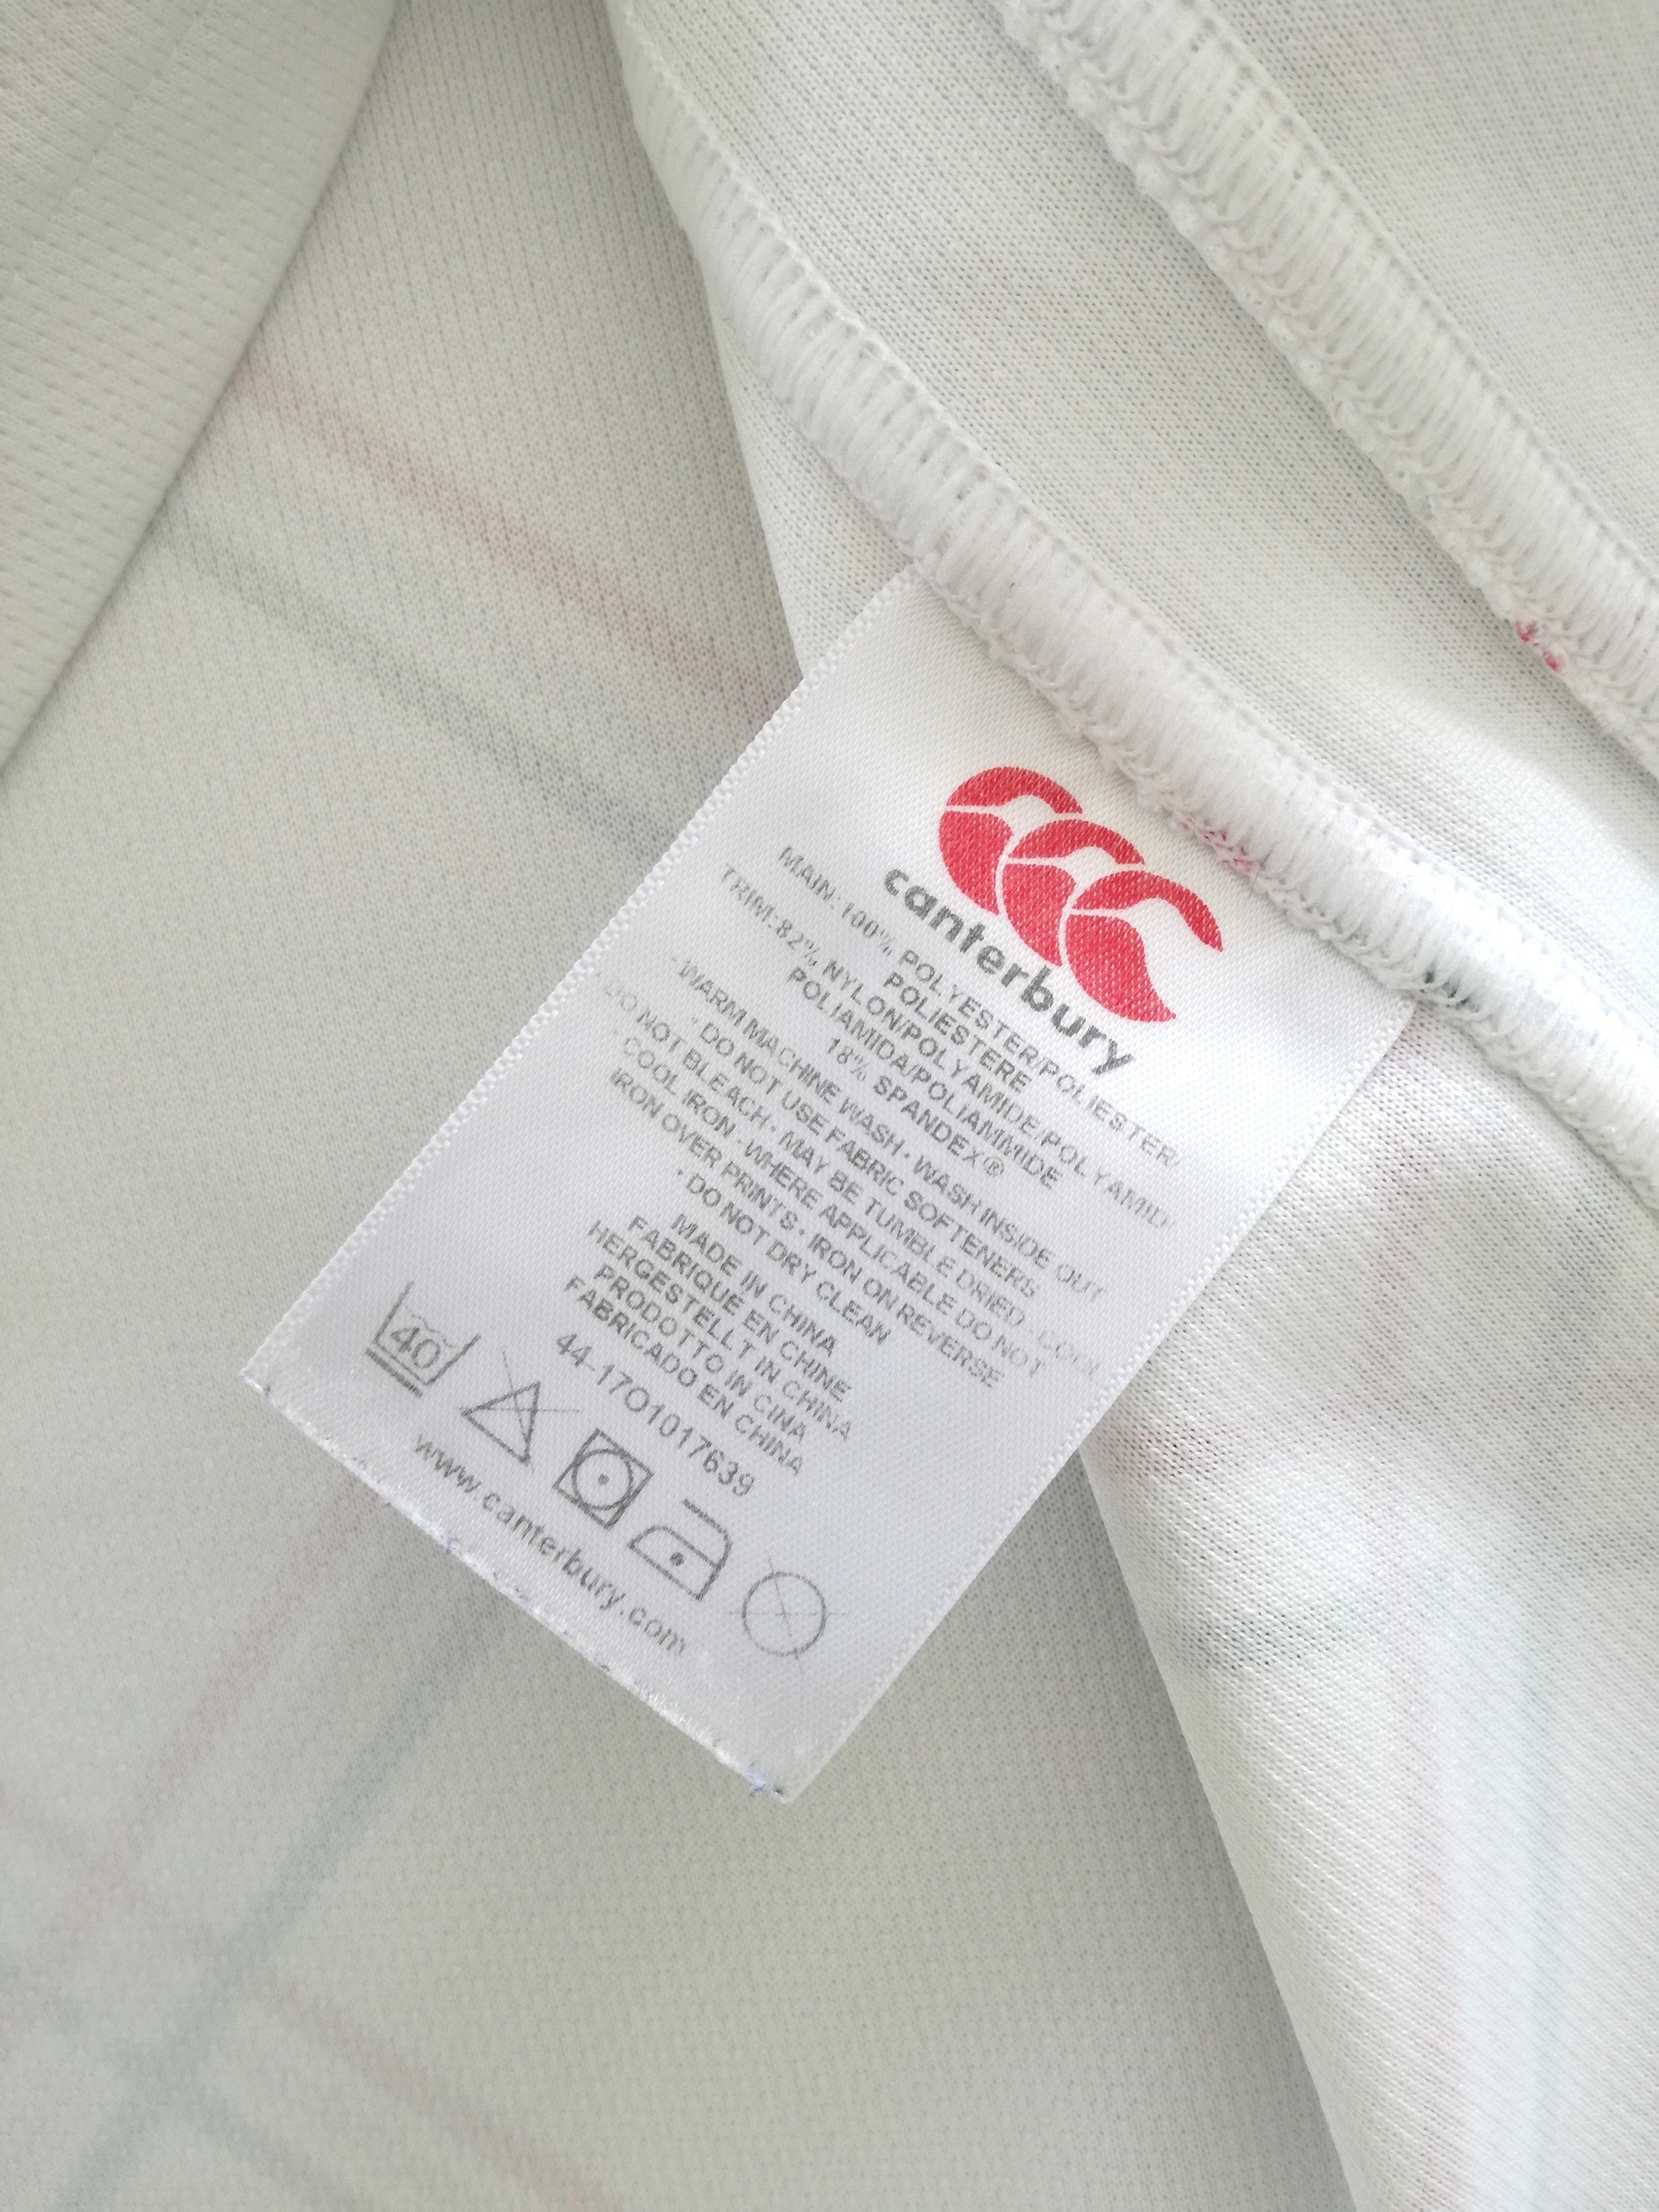 canterbury
MAIN: 100% POLYESTER/POLIESTER/
POLIESTERE
TRIM:82% NYLON/POLYAMIDE/POLYAMID/
POLIAMIDA/POLIAMMIDE
18% SPANDEX®
· WARM MACHINE WASH · WASH INSIDE OUT
· DO NOT USE FABRIC SOFTENERS
DO NOT BLEACH · MAY BE TUMBLE DRIED · COOL
· COOL IRON · WHERE APPLICABLE DO NOT
IRON OVER PRINTS · IRON ON REVERSE
· DO NOT DRY CLEAN
MADE IN CHINA
FABRIQUÉ EN CHINE
HERGESTELLT IN CHINA
PRODOTTO IN CINA
FABRICADO EN CHINA
44-17O1017639
40
www.canterbury.com